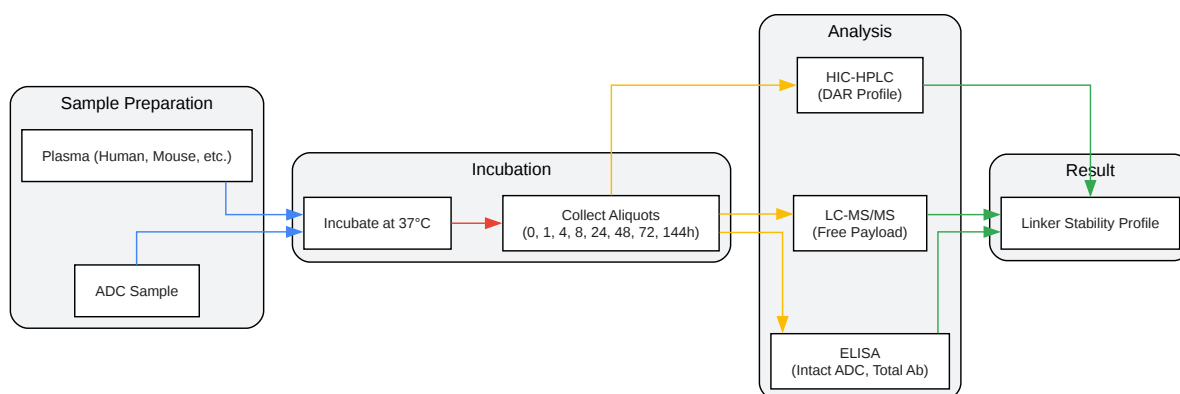 Sample Preparation
Plasma (Human, Mouse, etc.)
ADC Sample
Incubation
Incubate at 37°C
Collect Aliquots
(0, 1, 4, 8, 24, 48, 72, 144h)
Analysis
HIC-HPLC
(DAR Profile)
LC-MS/MS
(Free Payload)
ELISA
(Intact ADC, Total Ab)
Result
Linker Stability Profile